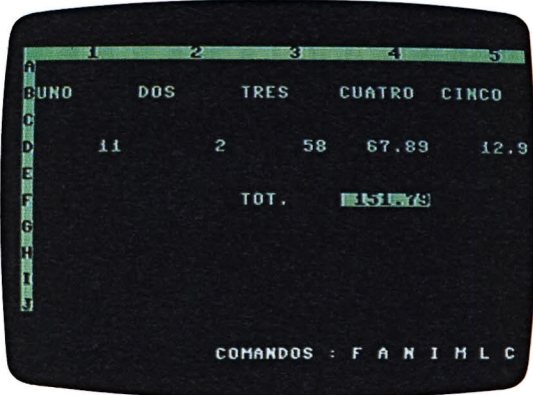 1 2 3 4 5
A
B UNO DOS TRES CUATRO CINCO
C
D 11 2 58 67.89 12.9
E
F TOT. 151.79
G
H
I
J
COMANDOS : F A N I M L C